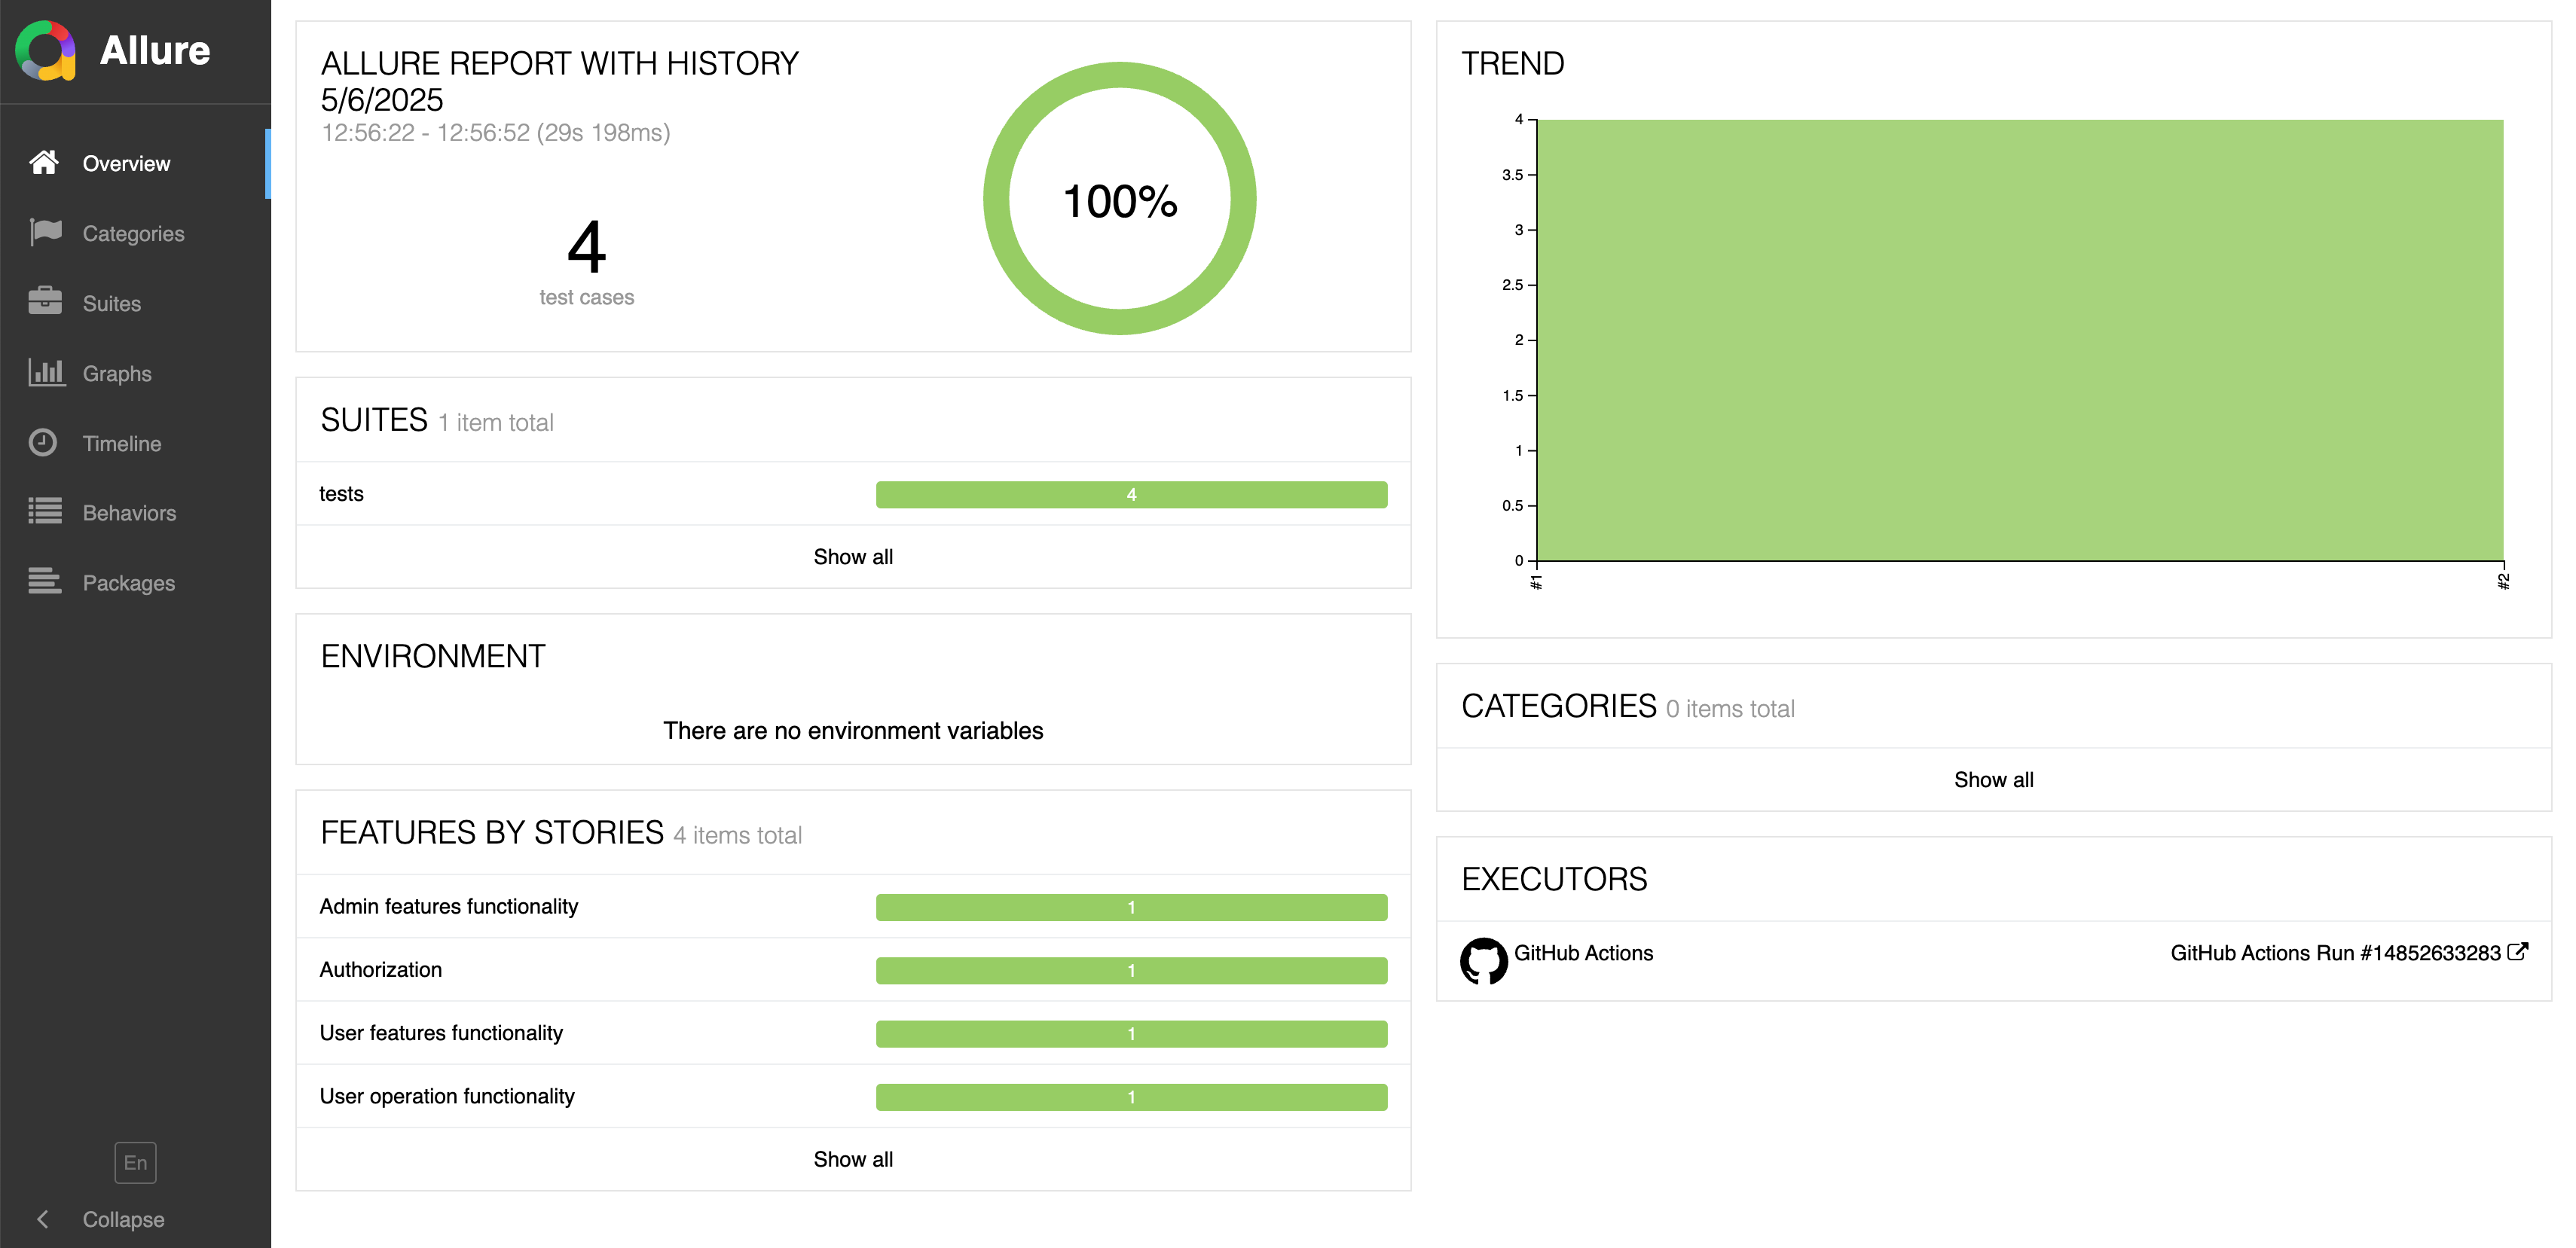 Allure
Overview
Categories
Suites
Graphs
Timeline
Behaviors
Packages
En
Collapse
ALLURE REPORT WITH HISTORY
5/6/2025
12:56:22 - 12:56:52 (29s 198ms)
4
test cases
100%
SUITES 1 item total
tests 4
Show all
ENVIRONMENT
There are no environment variables
FEATURES BY STORIES 4 items total
Admin features functionality 1
Authorization 1
User features functionality 1
User operation functionality 1
Show all
TREND
4
3.5
3
2.5
2
1.5
1
0.5
0
#1 #2
CATEGORIES 0 items total
Show all
EXECUTORS
GitHub Actions GitHub Actions Run #14852633283